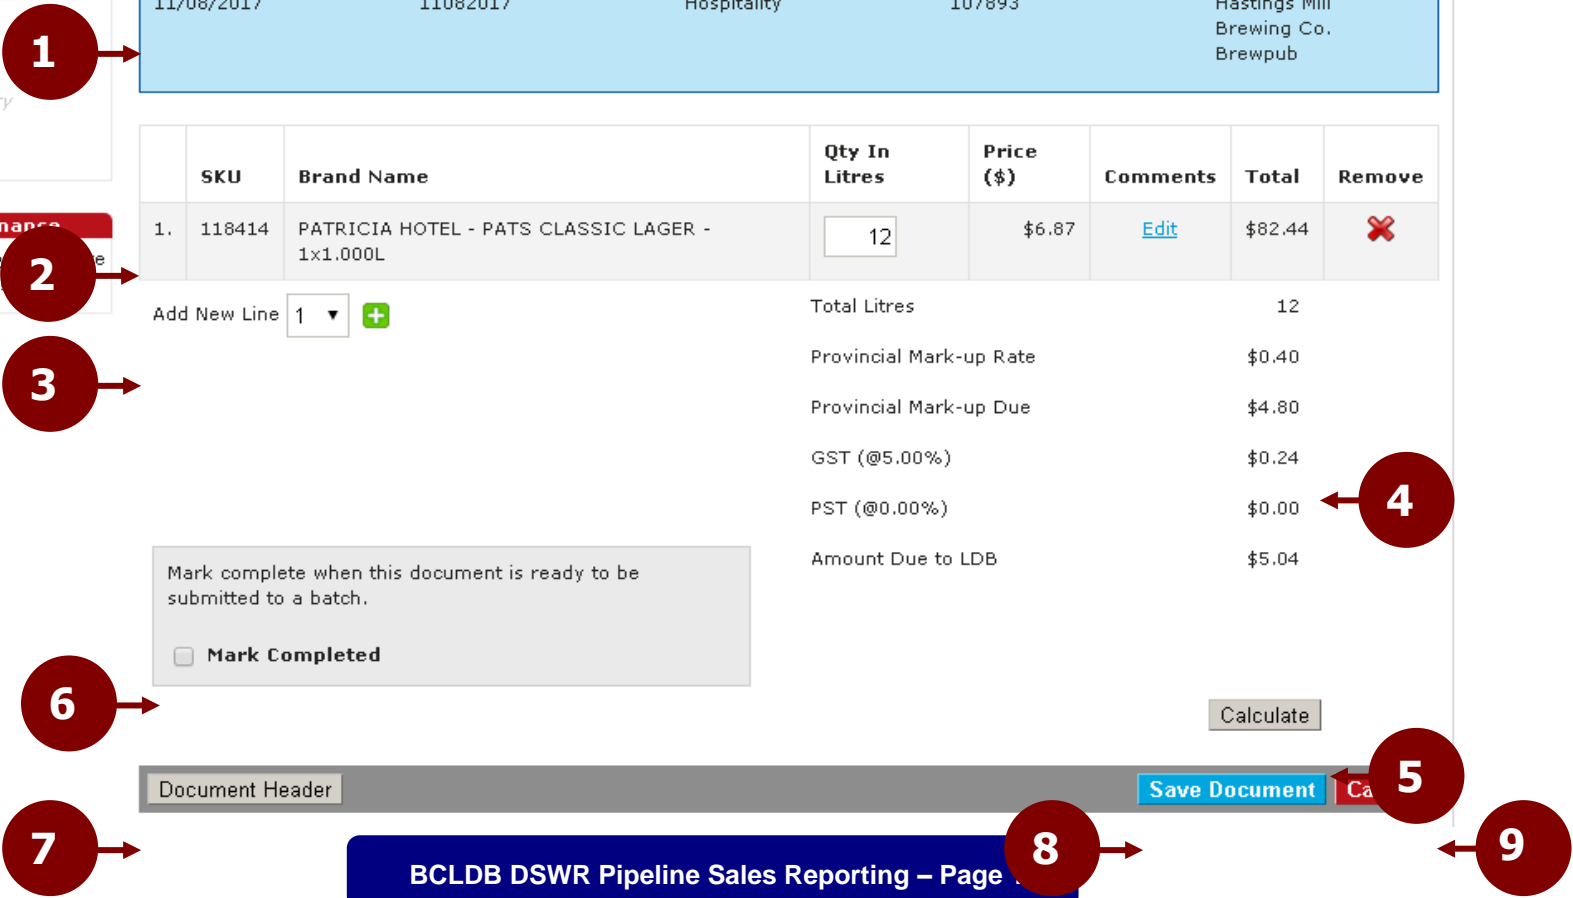 11/08/2017 11082017 Hospitality 107893 Hastings Mill
Brewing Co.
Brewpub
1
SKU Brand Name Qty In Litres Price ($) Comments Total Remove
1. 118414 PATRICIA HOTEL - PATS CLASSIC LAGER - 12 $6.87 Edit $82.44
1x1.000L
2
Add New Line 1
Total Litres 12
Provincial Mark-up Rate $0.40
3
Provincial Mark-up Due $4.80
GST (@5.00%) $0.24
PST (@0.00%) $0.00
4
Amount Due to LDB $5.04
Mark complete when this document is ready to be
submitted to a batch.
Mark Completed
6
Calculate
5
Document Header Save Document
7
8
9
BCLDB DSWR Pipeline Sales Reporting – Page